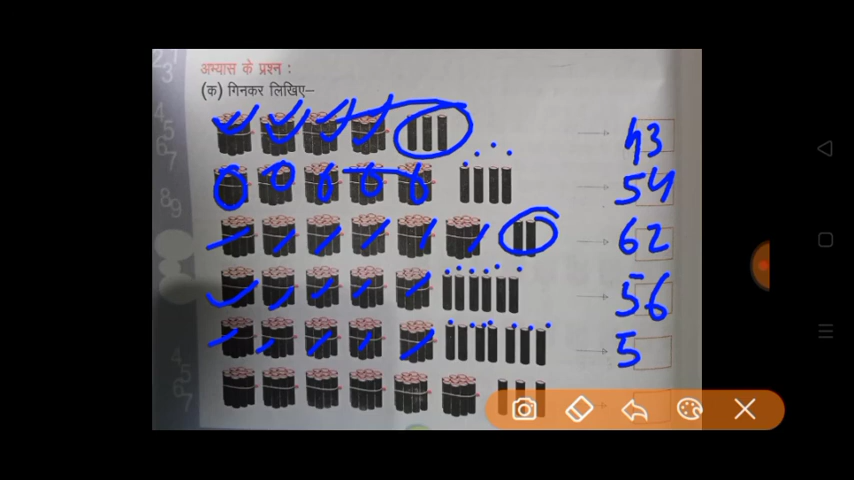 अभ्यास के प्रश्न :
(क) गिनकर लिखिए–
43
54
62
56
5